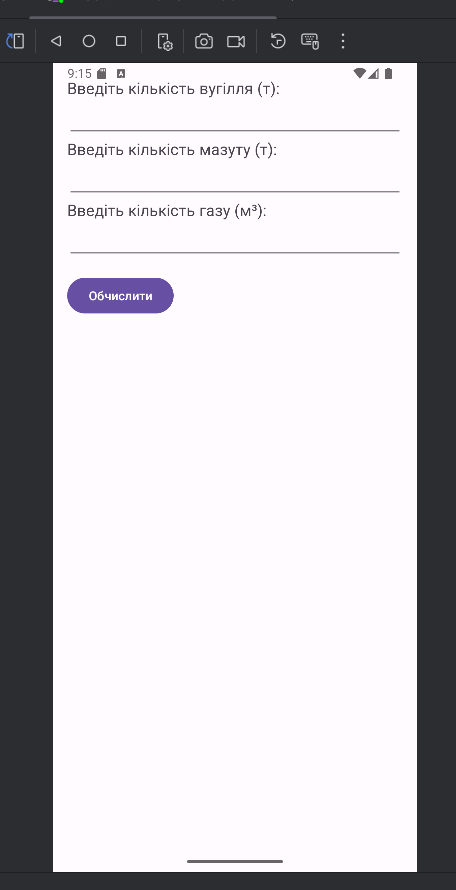 9:15
Введіть кількість вугілля (т):
Введіть кількість мазуту (т):
Введіть кількість газу (м³):
Обчислити